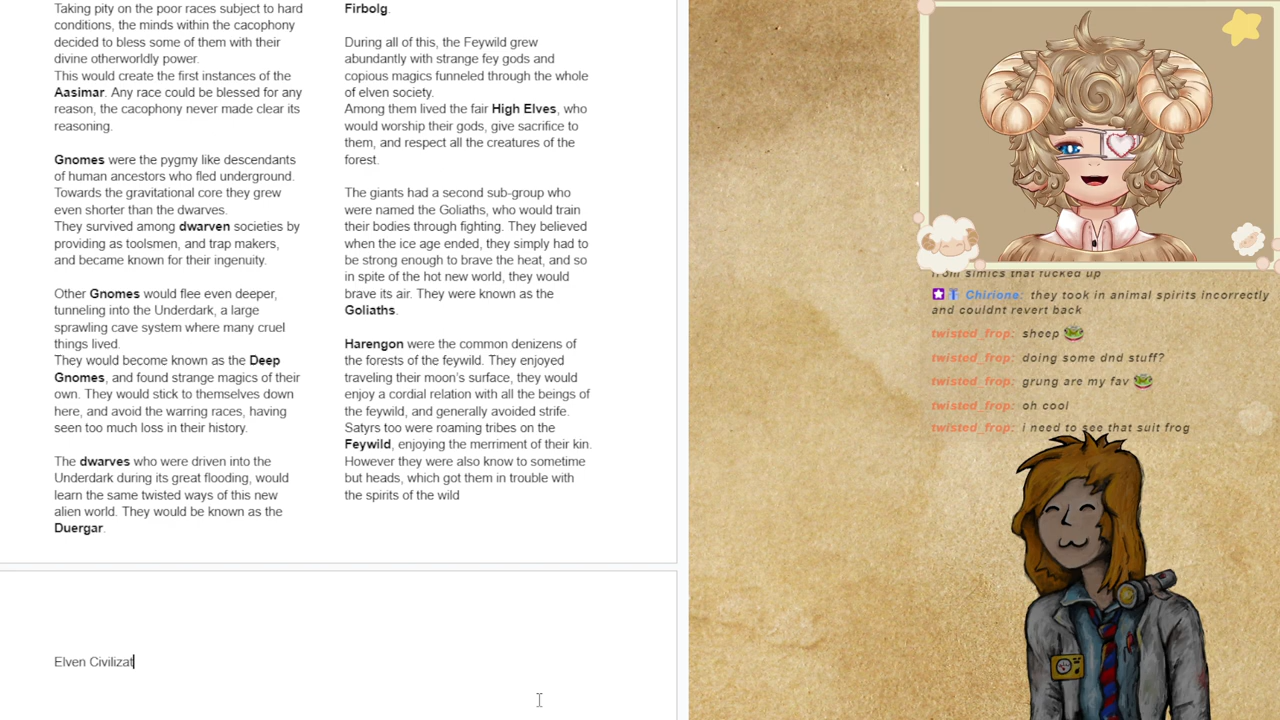 Taking pity on the poor races subject to hard
conditions, the minds within the cacophony
decided to bless some of them with their
divine otherworldly power.
This would create the first instances of the
Aasimar. Any race could be blessed for any
reason, the cacophony never made clear its
reasoning.
Gnomes were the pygmy like descendants
of human ancestors who fled underground.
Towards the gravitational core they grew
even shorter than the dwarves.
They survived among dwarven societies by
providing as toolsmen, and trap makers,
and became known for their ingenuity.
Other Gnomes would flee even deeper,
tunneling into the Underdark, a large
sprawling cave system where many cruel
things lived.
They would become known as the Deep
Gnomes, and found strange magics of their
own. They would stick to themselves down
here, and avoid the warring races, having
seen too much loss in their history.
The dwarves who were driven into the
Underdark during its great flooding, would
learn the same twisted ways of this new
alien world. They would be known as the
Duergar.
Firbolg.
During all of this, the Feywild grew
abundantly with strange fey gods and
copious magics funneled through the whole
of elven society.
Among them lived the fair High Elves, who
would worship their gods, give sacrifice to
them, and respect all the creatures of the
forest.
The giants had a second sub-group who
were named the Goliaths, who would train
their bodies through fighting. They believed
when the ice age ended, they simply had to
be strong enough to brave the heat, and so
in spite of the hot new world, they would
brave its air. They were known as the
Goliaths.
Harengon were the common denizens of
the forests of the feywild. They enjoyed
traveling their moon's surface, they would
enjoy a cordial relation with all the beings of
the feywild, and generally avoided strife.
Satyrs too were roaming tribes on the
Feywild, enjoying the merriment of their kin.
However they were also know to sometime
but heads, which got them in trouble with
the spirits of the wild
Elven Civilizat
from simics that fucked up
Chirione: they took in animal spirits incorrectly
and couldnt revert back
twisted_frop: sheep
twisted_frop: doing some dnd stuff?
twisted_frop: grung are my fav
twisted_frop: oh cool
twisted_frop: i need to see that suit frog